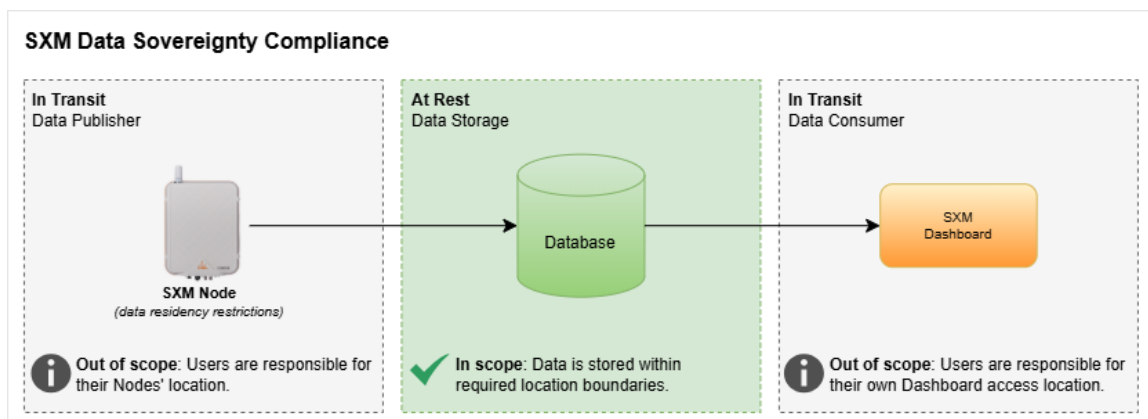 SXM Data Sovereignty Compliance
In Transit
Data Publisher
SXM Node
(data residency restrictions)
Out of scope: Users are responsible for
their Nodes' location.
At Rest
Data Storage
Database
In scope: Data is stored within
required location boundaries.
In Transit
Data Consumer
SXM
Dashboard
Out of scope: Users are responsible for
their own Dashboard access location.